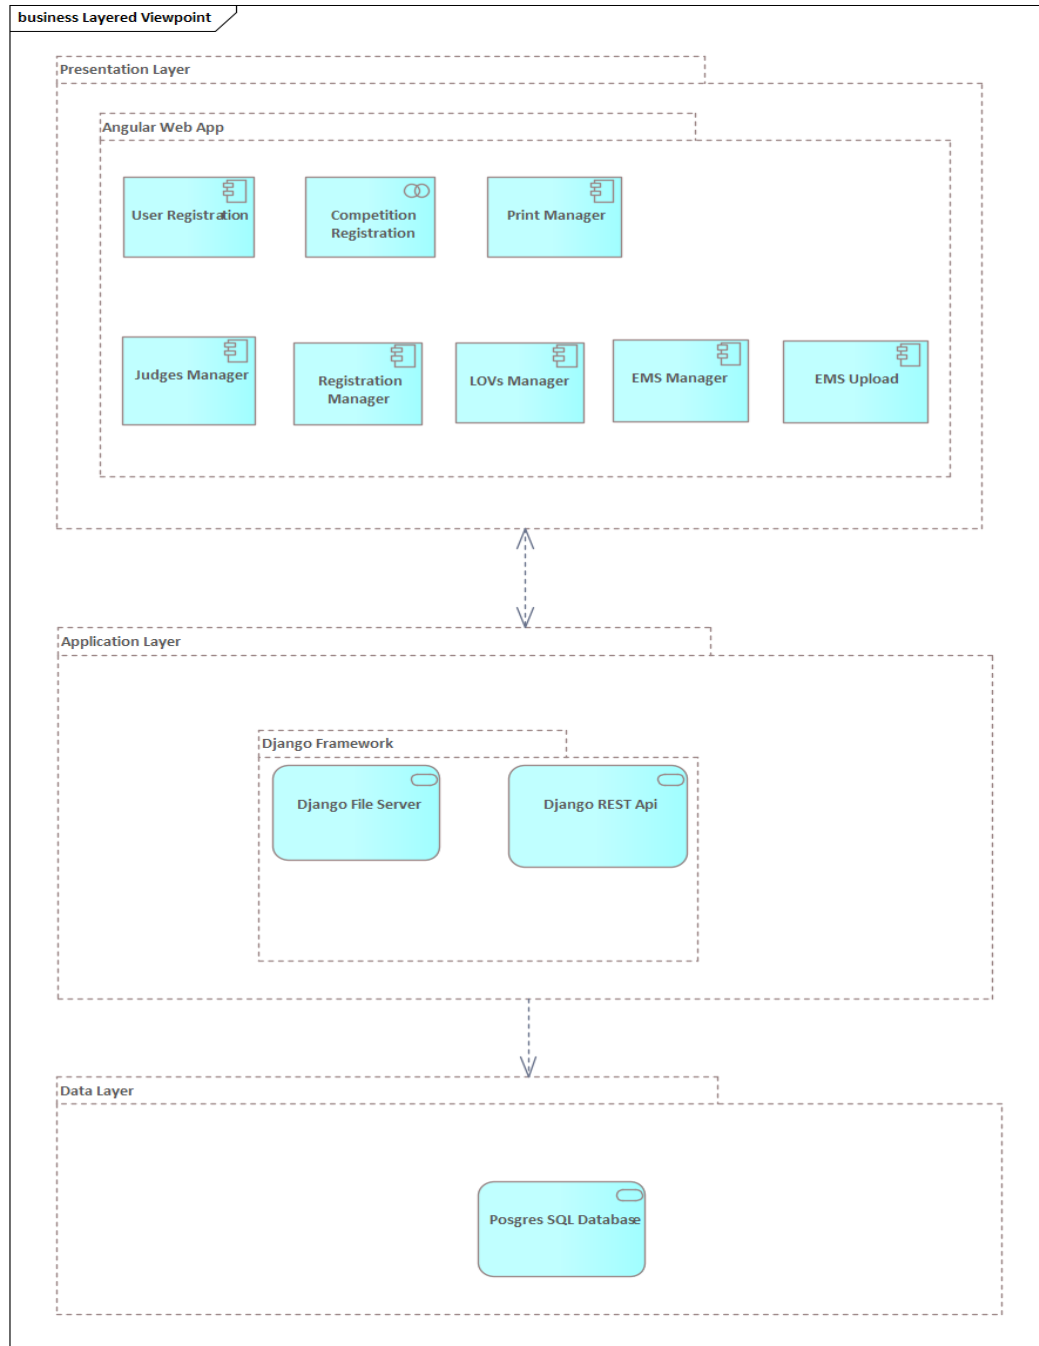 business Layered Viewpoint
Presentation Layer
Angular Web App
User Registration
Competition
Registration
Print Manager
Judges Manager
Registration
Manager
LOVs Manager
EMS Manager
EMS Upload
Application Layer
Django Framework
Django File Server
Django REST Api
Data Layer
Posgres SQL Database